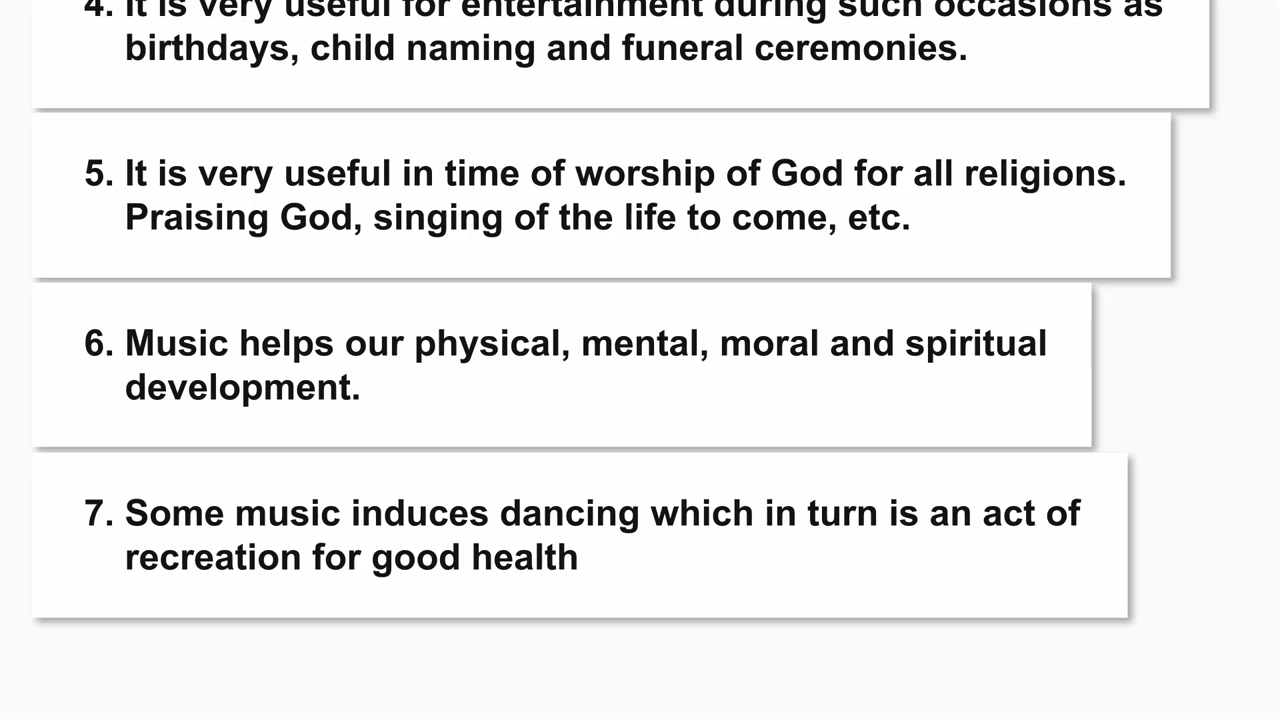 4. It is very useful for entertainment during such occasions as
birthdays, child naming and funeral ceremonies.
5. It is very useful in time of worship of God for all religions.
Praising God, singing of the life to come, etc.
6. Music helps our physical, mental, moral and spiritual
development.
7. Some music induces dancing which in turn is an act of
recreation for good health